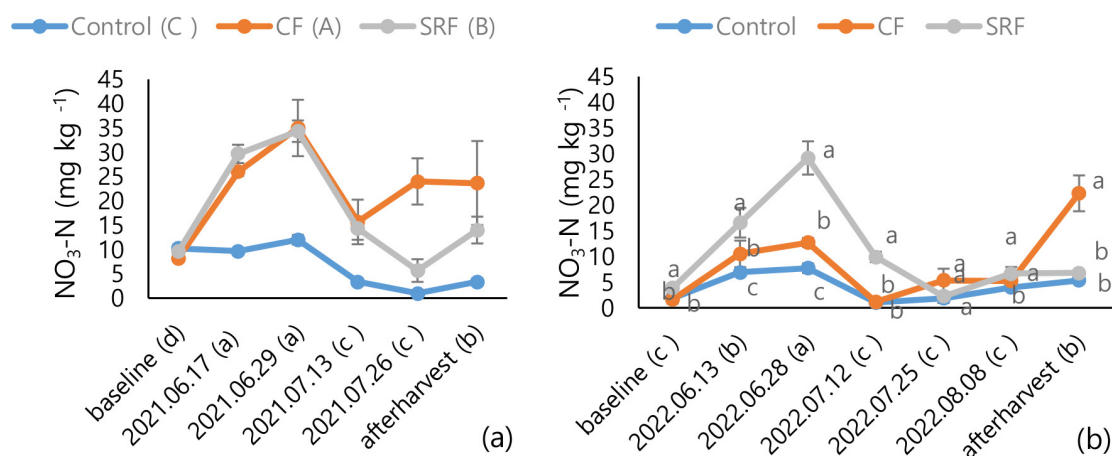 Control (C ) CF (A) SRF (B)
NO3-N (mg kg -1)
45
40
35
30
25
20
15
10
5
0
baseline (d)
2021.06.17 (a)
2021.06.29 (a)
2021.07.13 (c )
2021.07.26 (c )
afterharvest (b)
(a)
Control CF SRF
NO3-N (mg kg -1)
45
40
35
30
25
20
15
10
5
0
a
b
b
a
b
c
a
b
c
a
b
b
a
a
a
a
a
b
a
b
b
baseline (c )
2022.06.13 (b)
2022.06.28 (a)
2022.07.12 (c )
2022.07.25 (c )
2022.08.08 (c )
afterharvest (b)
(b)